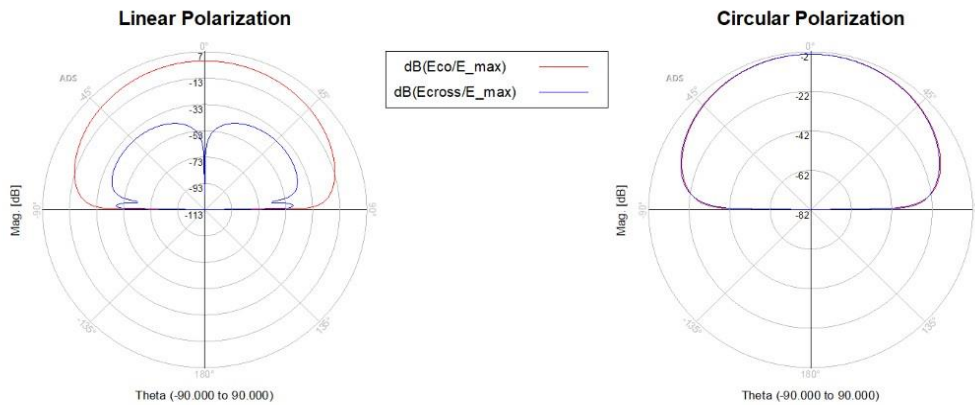 Linear Polarization
Circular Polarization
0°
7
-13
-33
-53
-73
-93
-113
ADS
-45°
45°
-90°
90°
-135°
135°
180°
Mag. [dB]
Theta (-90.000 to 90.000)
dB(Eco/E_max)
dB(Ecross/E_max)
0°
-2
-22
-42
-62
-82
ADS
-45°
45°
-90°
90°
-135°
135°
180°
Mag. [dB]
Theta (-90.000 to 90.000)